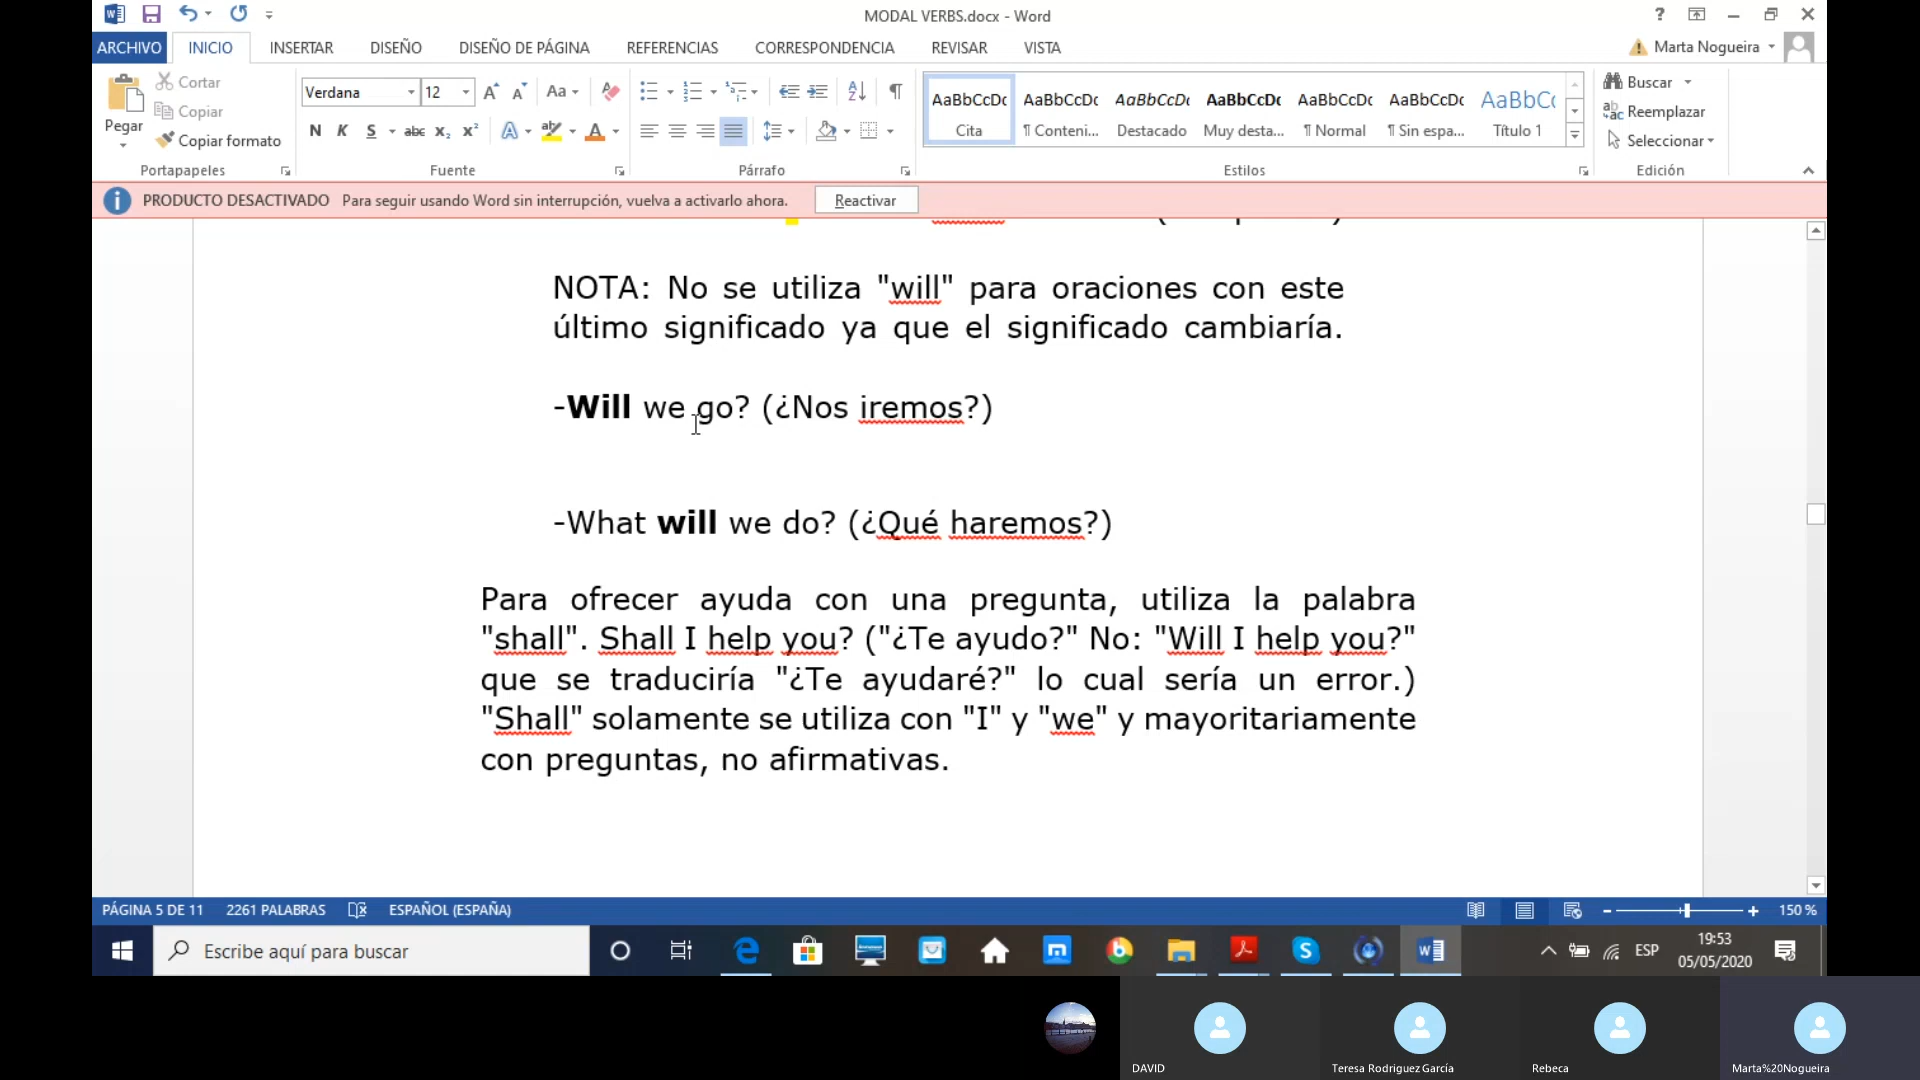 MODAL VERBS.docx - Word
ARCHIVO INICIO INSERTAR DISEÑO DISEÑO DE PÁGINA REFERENCIAS CORRESPONDENCIA REVISAR VISTA
Marta Nogueira
Pegar
Cortar
Copiar
Copiar formato
Portapapeles
Verdana 12
Aa
N K S abc x₂ x²
Fuente
Párrafo
AaBbCcDc AaBbCcDc AaBbCcDc AaBbCcDc AaBbCcDc AaBbCcDc AaBbCc
Cita ¶ Conteni... Destacado Muy desta... ¶ Normal ¶ Sin espa... Título 1
Estilos
Buscar
Reemplazar
Seleccionar
Edición
PRODUCTO DESACTIVADO Para seguir usando Word sin interrupción, vuelva a activarlo ahora. Reactivar
NOTA: No se utiliza "will" para oraciones con este
último significado ya que el significado cambiaría.
-Will we go? (¿Nos iremos?)
-What will we do? (¿Qué haremos?)
Para ofrecer ayuda con una pregunta, utiliza la palabra
"shall". Shall I help you? ("¿Te ayudo?" No: "Will I help you?"
que se traduciría "¿Te ayudaré?" lo cual sería un error.)
"Shall" solamente se utiliza con "I" y "we" y mayoritariamente
con preguntas, no afirmativas.
PÁGINA 5 DE 11 2261 PALABRAS ESPAÑOL (ESPAÑA) 150 %
Escribe aquí para buscar
ESP
19:53
05/05/2020
DAVID
Teresa Rodriguez García
Rebeca
Marta%20Nogueira